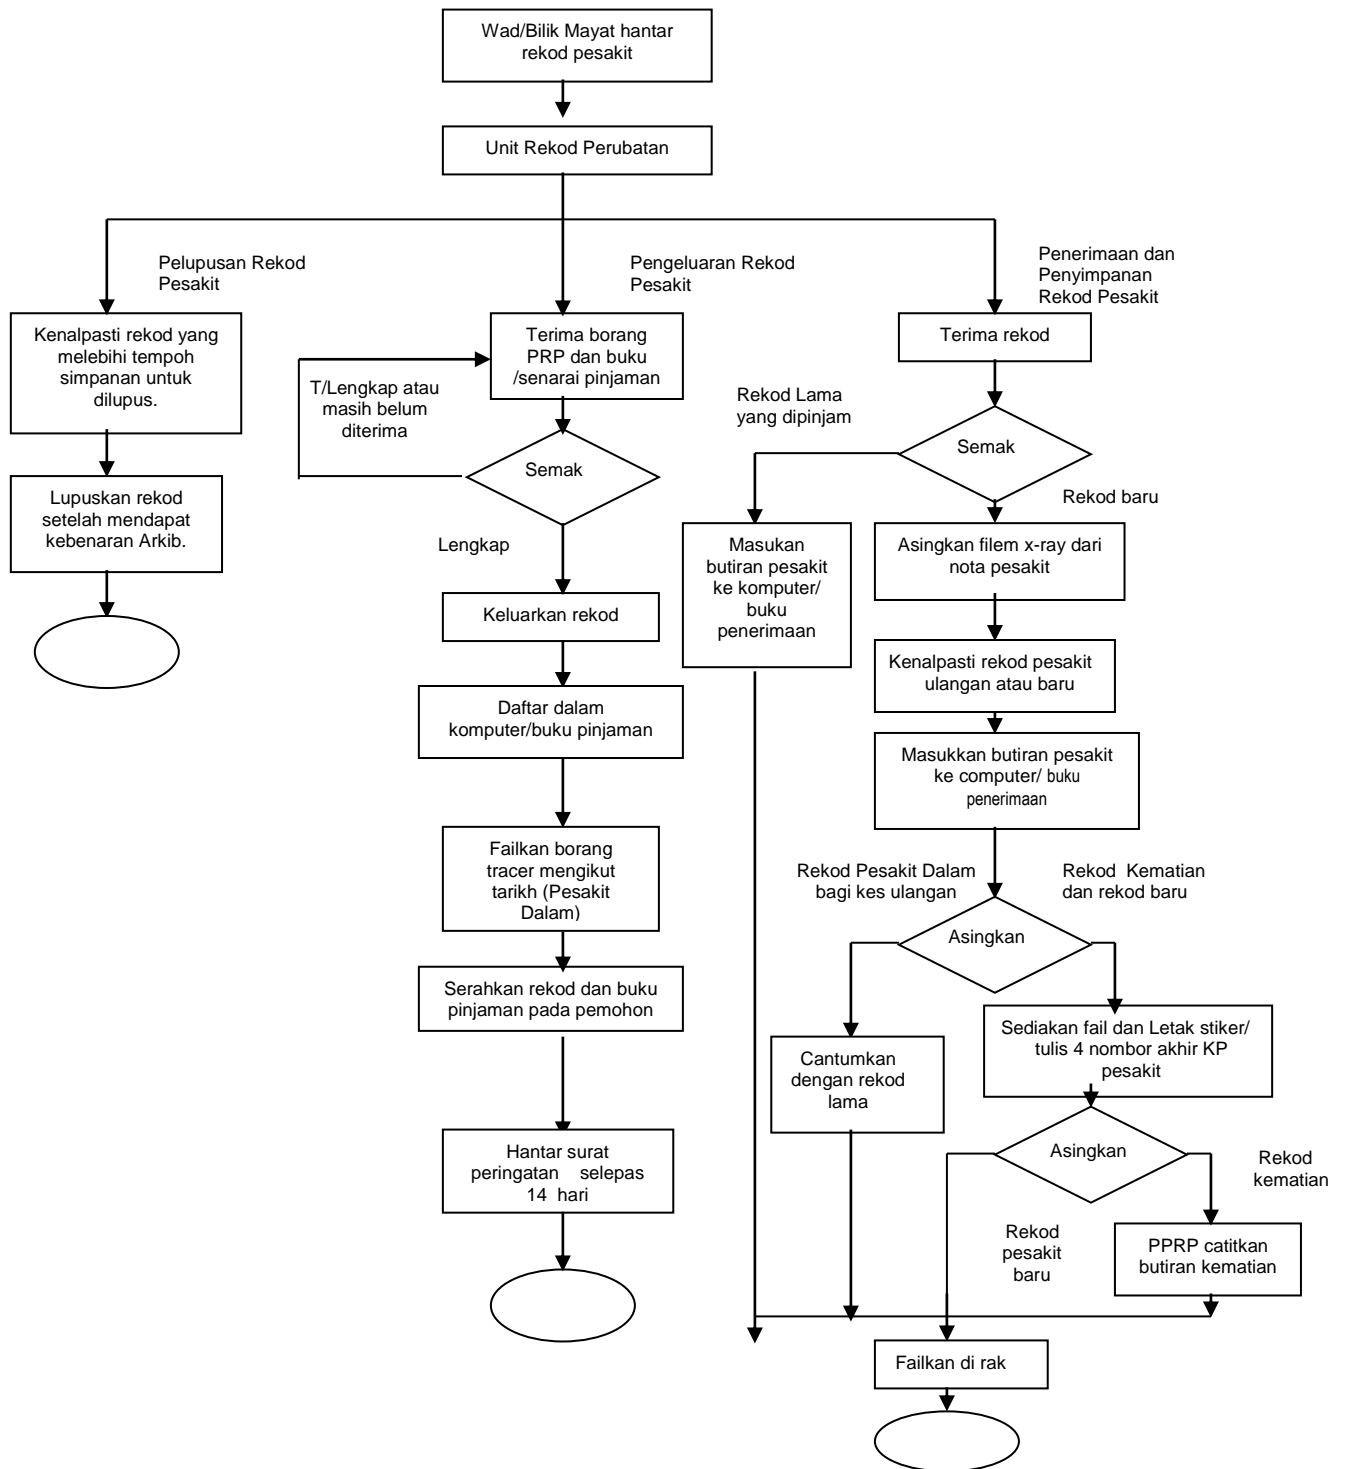 Wad/Bilik Mayat hantar
rekod pesakit
Unit Rekod Perubatan
Pelupusan Rekod
Pesakit
Pengeluaran Rekod
Pesakit
Penerimaan dan
Penyimpanan
Rekod Pesakit
Kenalpasti rekod yang
melebihi tempoh
simpanan untuk
dilupus.
Lupuskan rekod
setelah mendapat
kebenaran Arkib.
Terima borang
PRP dan buku
/senarai pinjaman
T/Lengkap atau
masih belum
diterima
Semak
Lengkap
Keluarkan rekod
Daftar dalam
komputer/buku pinjaman
Failkan borang
tracer mengikut
tarikh (Pesakit
Dalam)
Serahkan rekod dan buku
pinjaman pada pemohon
Hantar surat
peringatan selepas
14 hari
Terima rekod
Rekod Lama
yang dipinjam
Semak
Rekod baru
Masukan
butiran pesakit
ke komputer/
buku
penerimaan
Asingkan filem x-ray dari
nota pesakit
Kenalpasti rekod pesakit
ulangan atau baru
Masukkan butiran pesakit
ke computer/ buku
penerimaan
Rekod Pesakit Dalam
bagi kes ulangan
Rekod Kematian
dan rekod baru
Asingkan
Cantumkan
dengan rekod
lama
Sediakan fail dan Letak stiker/
tulis 4 nombor akhir KP
pesakit
Asingkan
Rekod
kematian
Rekod
pesakit
baru
PPRP catitkan
butiran kematian
Failkan di rak